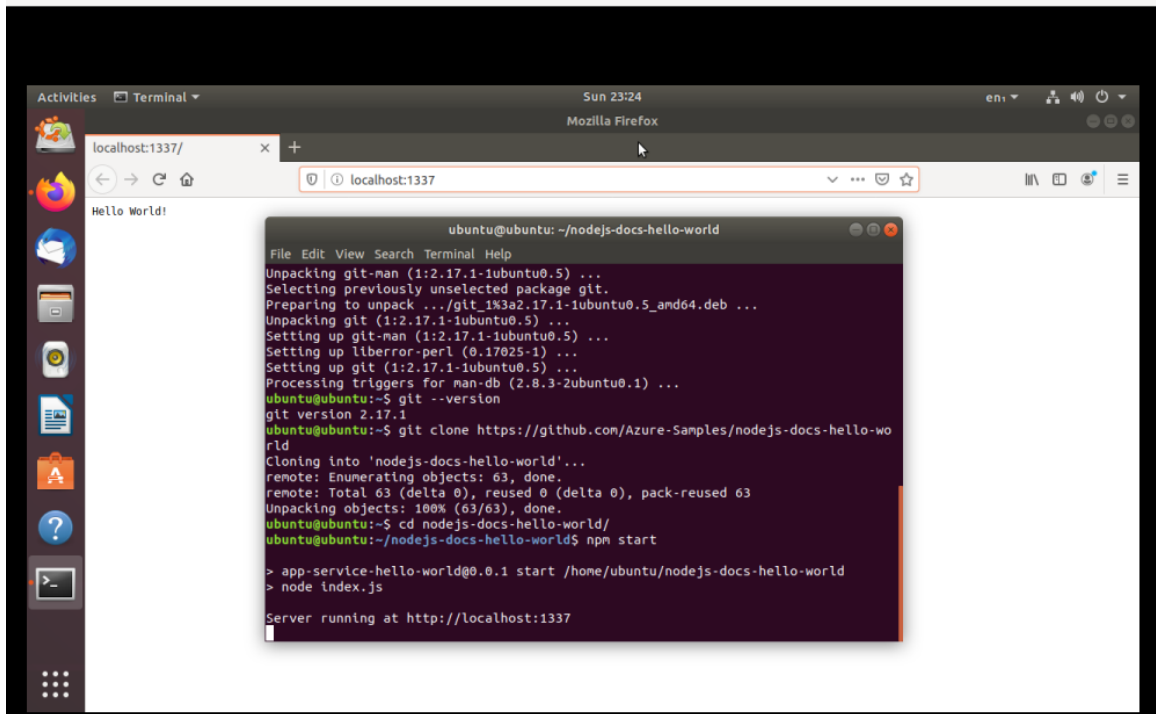 Activities Terminal Sun 23:24 en₁
Mozilla Firefox
localhost:1337/
localhost:1337
Hello World!
ubuntu@ubuntu: ~/nodejs-docs-hello-world
File Edit View Search Terminal Help
Unpacking git-man (1:2.17.1-1ubuntu0.5) ...
Selecting previously unselected package git.
Preparing to unpack .../git_1%3a2.17.1-1ubuntu0.5_amd64.deb ...
Unpacking git (1:2.17.1-1ubuntu0.5) ...
Setting up git-man (1:2.17.1-1ubuntu0.5) ...
Setting up liberror-perl (0.17025-1) ...
Setting up git (1:2.17.1-1ubuntu0.5) ...
Processing triggers for man-db (2.8.3-2ubuntu0.1) ...
ubuntu@ubuntu:~$ git --version
git version 2.17.1
ubuntu@ubuntu:~$ git clone https://github.com/Azure-Samples/nodejs-docs-hello-wo
rld
Cloning into 'nodejs-docs-hello-world'...
remote: Enumerating objects: 63, done.
remote: Total 63 (delta 0), reused 0 (delta 0), pack-reused 63
Unpacking objects: 100% (63/63), done.
ubuntu@ubuntu:~$ cd nodejs-docs-hello-world/
ubuntu@ubuntu:~/nodejs-docs-hello-world$ npm start
> app-service-hello-world@0.0.1 start /home/ubuntu/nodejs-docs-hello-world
> node index.js
Server running at http://localhost:1337